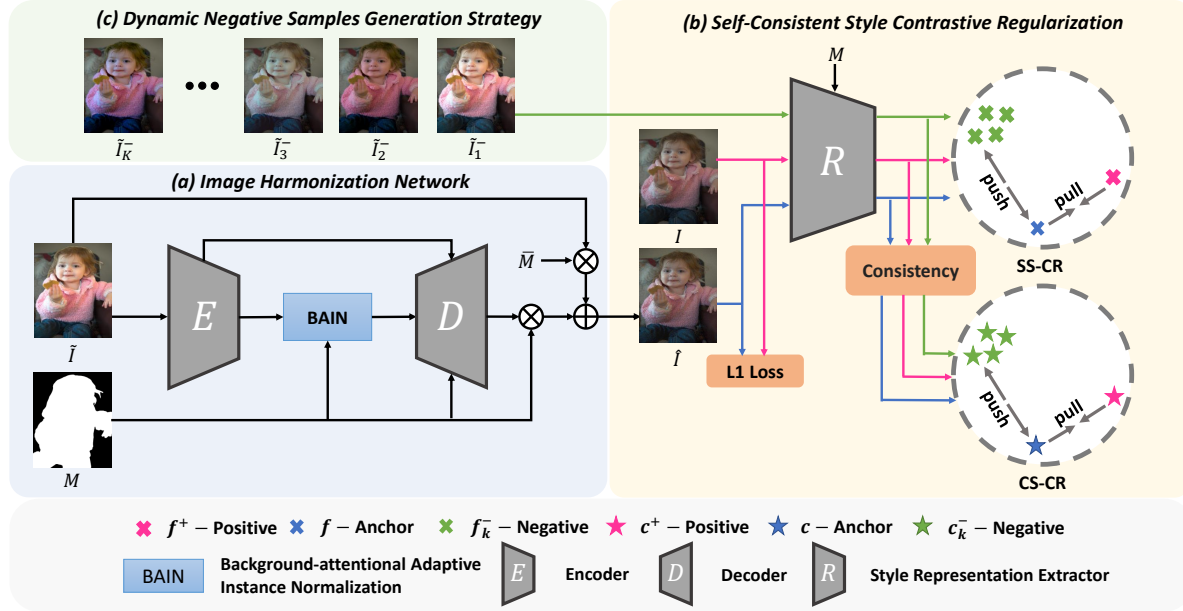 (c) Dynamic Negative Samples Generation Strategy
Ĩ_K^-
•••
Ĩ_3^-
Ĩ_2^-
Ĩ_1^-
(b) Self-Consistent Style Contrastive Regularization
M
R
I
Î
L1 Loss
Consistency
push
pull
SS-CR
push
pull
CS-CR
(a) Image Harmonization Network
Ĩ
E
BAIN
D
M̅
M
f⁺ – Positive
f – Anchor
f_k^- – Negative
c⁺ – Positive
c – Anchor
c_k^- – Negative
BAIN
Background-attentional Adaptive
Instance Normalization
E
Encoder
D
Decoder
R
Style Representation Extractor